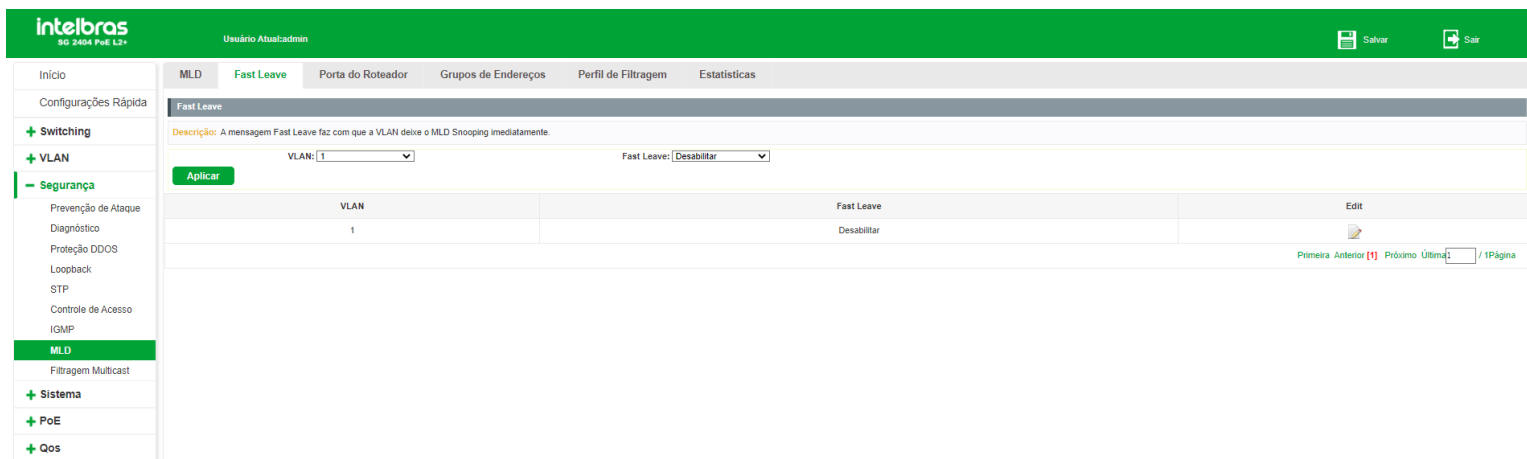 intelbras
SG 2404 PoE L2+
Usuário Atual:admin
Salvar
Sair
Início
Configurações Rápida
Switching
VLAN
Segurança
Prevenção de Ataque
Diagnóstico
Proteção DDOS
Loopback
STP
Controle de Acesso
IGMP
MLD
Filtragem Multicast
Sistema
PoE
Qos
MLD Fast Leave Porta do Roteador Grupos de Endereços Perfil de Filtragem Estatísticas
Fast Leave
Descrição: A mensagem Fast Leave faz com que a VLAN deixe o MLD Snooping imediatamente.
VLAN: 1 Fast Leave: Desabilitar
Aplicar
VLAN Fast Leave Edit
1 Desabilitar
Primeira Anterior [1] Próximo Última 1 / 1Página